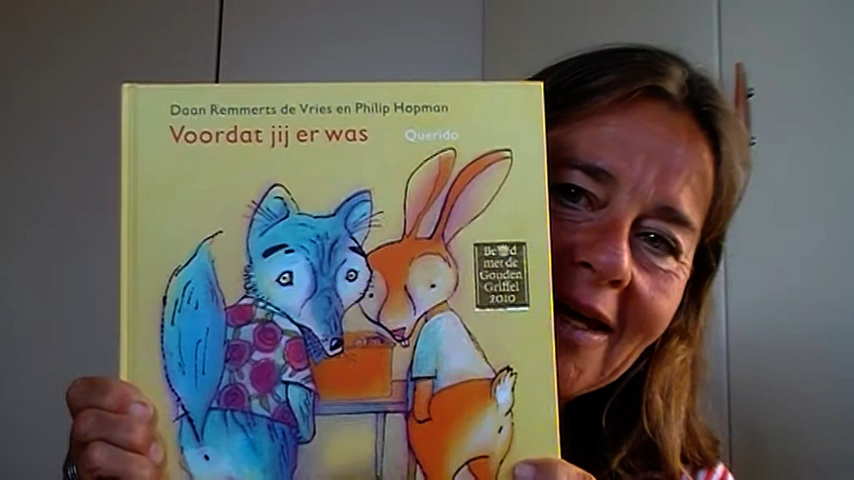 Daan Remmerts de Vries en Philip Hopman
Voordat jij er was
Querido
met de
Gouden
Griffel
2010